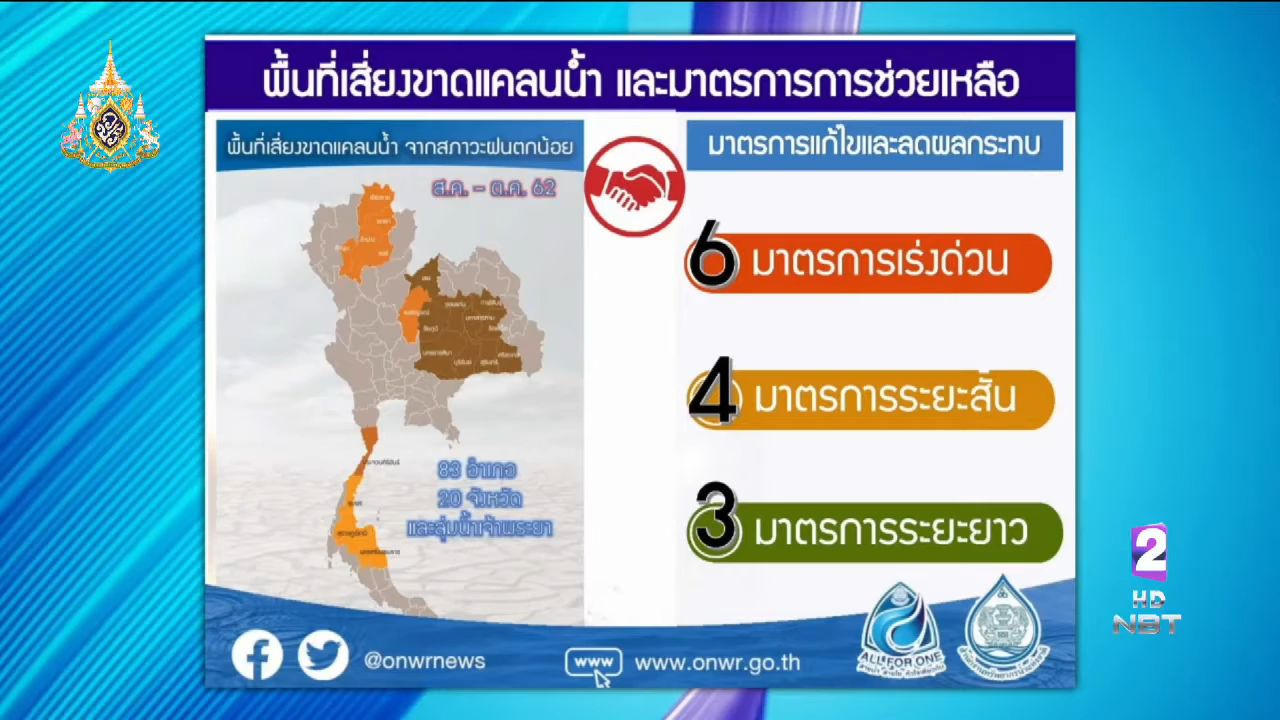 พื้นที่เสี่ยงขาดแคลนน้ำ และมาตรการการช่วยเหลือ
พื้นที่เสี่ยงขาดแคลนน้ำ จากสภาวะฝนตกน้อย
ส.ค. – ต.ค. 62
83 อำเภอ
20 จังหวัด
และลุ่มน้ำเจ้าพระยา
มาตรการแก้ไขและลดผลกระทบ
6 มาตรการเร่งด่วน
4 มาตรการระยะสั้น
3 มาตรการระยะยาว
@onwrnews
www
www.onwr.go.th
ALL FOR ONE
2
HD
NBT